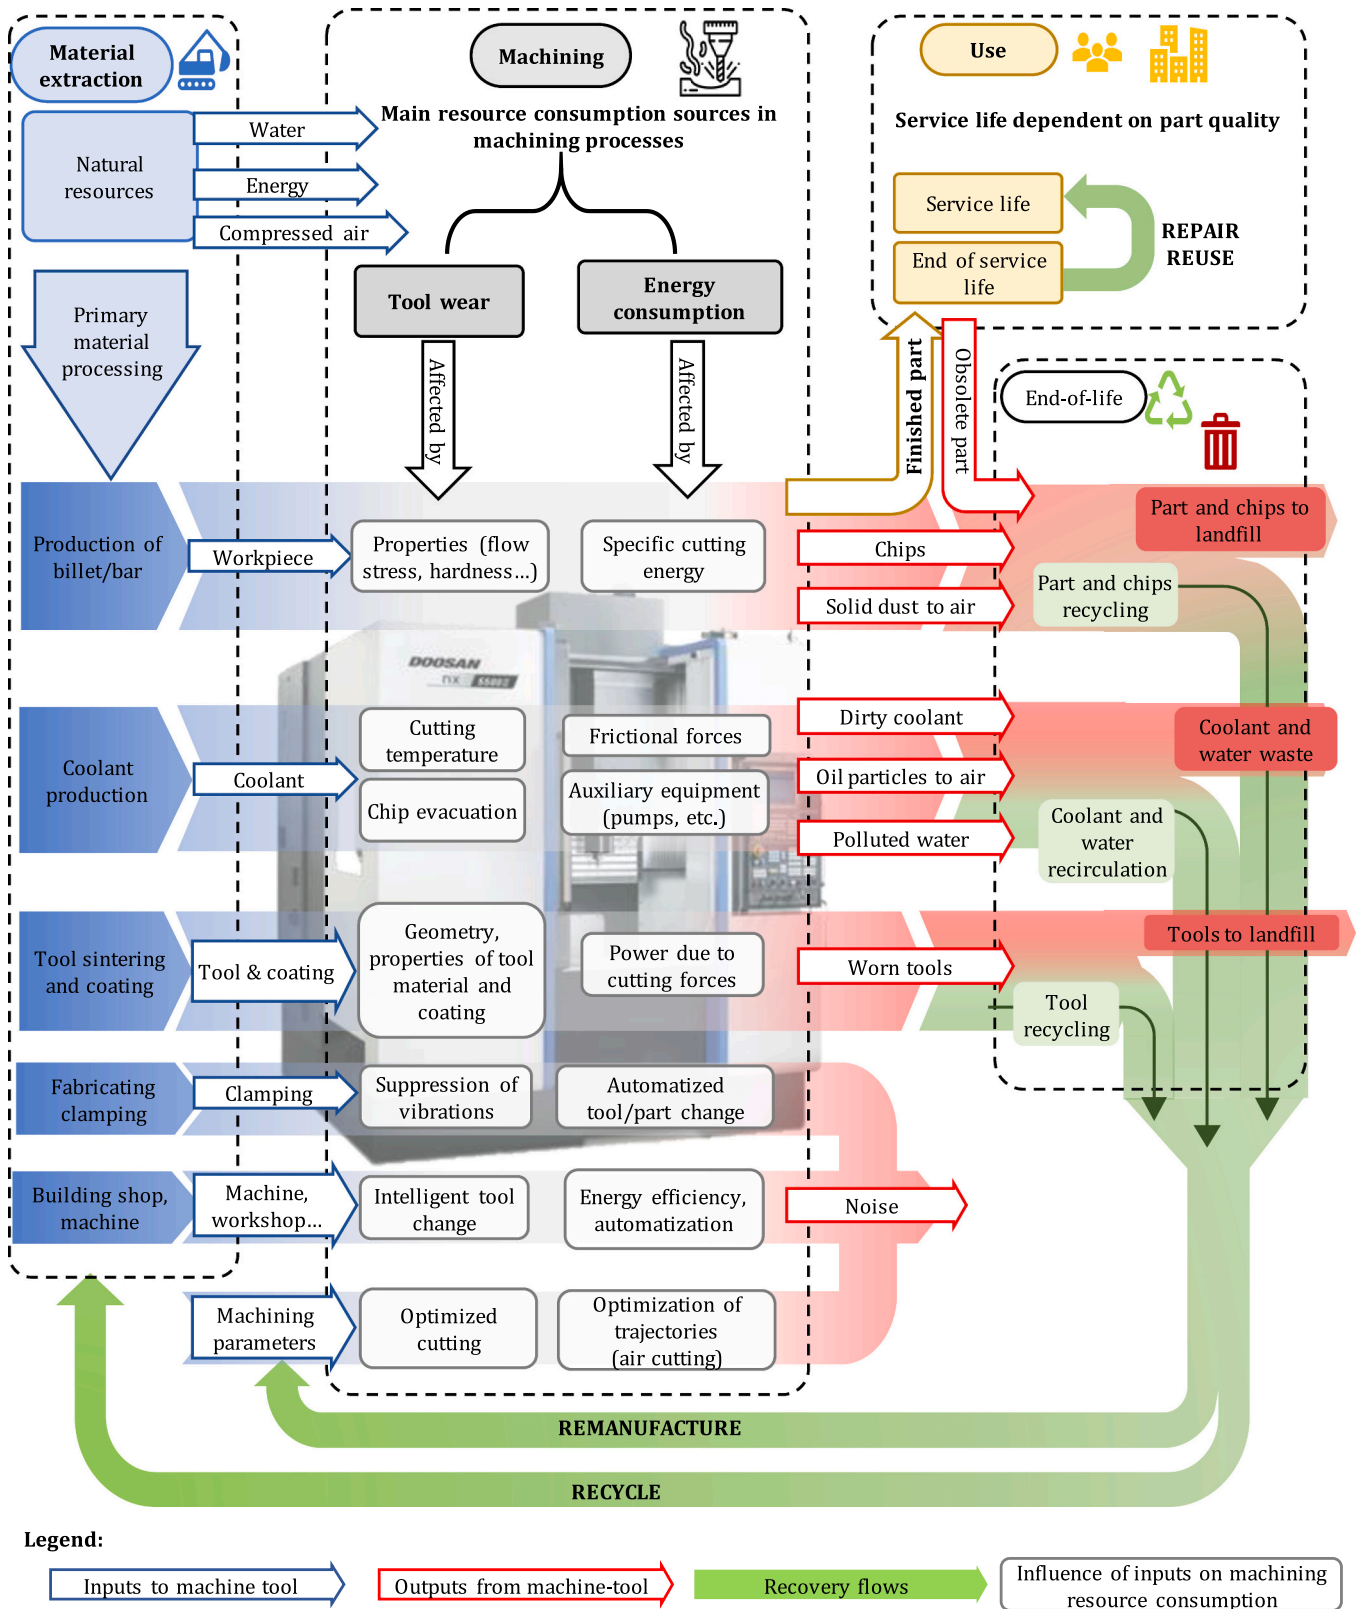 Material
extraction
Machining
Use
Main resource consumption sources in
machining processes
Service life dependent on part quality
Natural
resources
Water
Energy
Compressed air
Service life
End of service
life
REPAIR
REUSE
Primary
material
processing
Tool wear
Energy
consumption
Affected by
Affected by
Finished part
Obsolete part
End-of-life
Production of
billet/bar
Workpiece
Properties (flow
stress, hardness...)
Specific cutting
energy
Chips
Solid dust to air
Part and chips to
landfill
Part and chips
recycling
DOOSAN
nx
Coolant
production
Coolant
Cutting
temperature
Chip evacuation
Frictional forces
Auxiliary equipment
(pumps, etc.)
Dirty coolant
Oil particles to air
Polluted water
Coolant and
water waste
Coolant and
water
recirculation
Tool sintering
and coating
Tool & coating
Geometry,
properties of tool
material and
coating
Power due to
cutting forces
Worn tools
Tools to landfill
Tool
recycling
Fabricating
clamping
Clamping
Suppression of
vibrations
Automatized
tool/part change
Building shop,
machine
Machine,
workshop...
Intelligent tool
change
Energy efficiency,
automatization
Noise
Machining
parameters
Optimized
cutting
Optimization of
trajectories
(air cutting)
REMANUFACTURE
RECYCLE
Legend:
Inputs to machine tool
Outputs from machine-tool
Recovery flows
Influence of inputs on machining
resource consumption